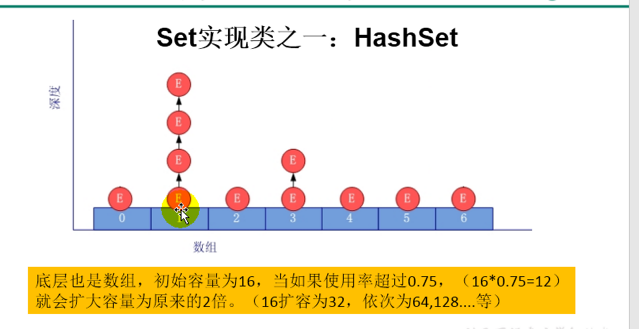 Set实现类之一：HashSet
深度
E
E
E
E
E
E
E
E
E
E
E
0
1
2
3
4
5
6
数组
底层也是数组，初始容量为16，当如果使用率超过0.75，（16*0.75=12）
就会扩大容量为原来的2倍。（16扩容为32，依次为64,128....等）